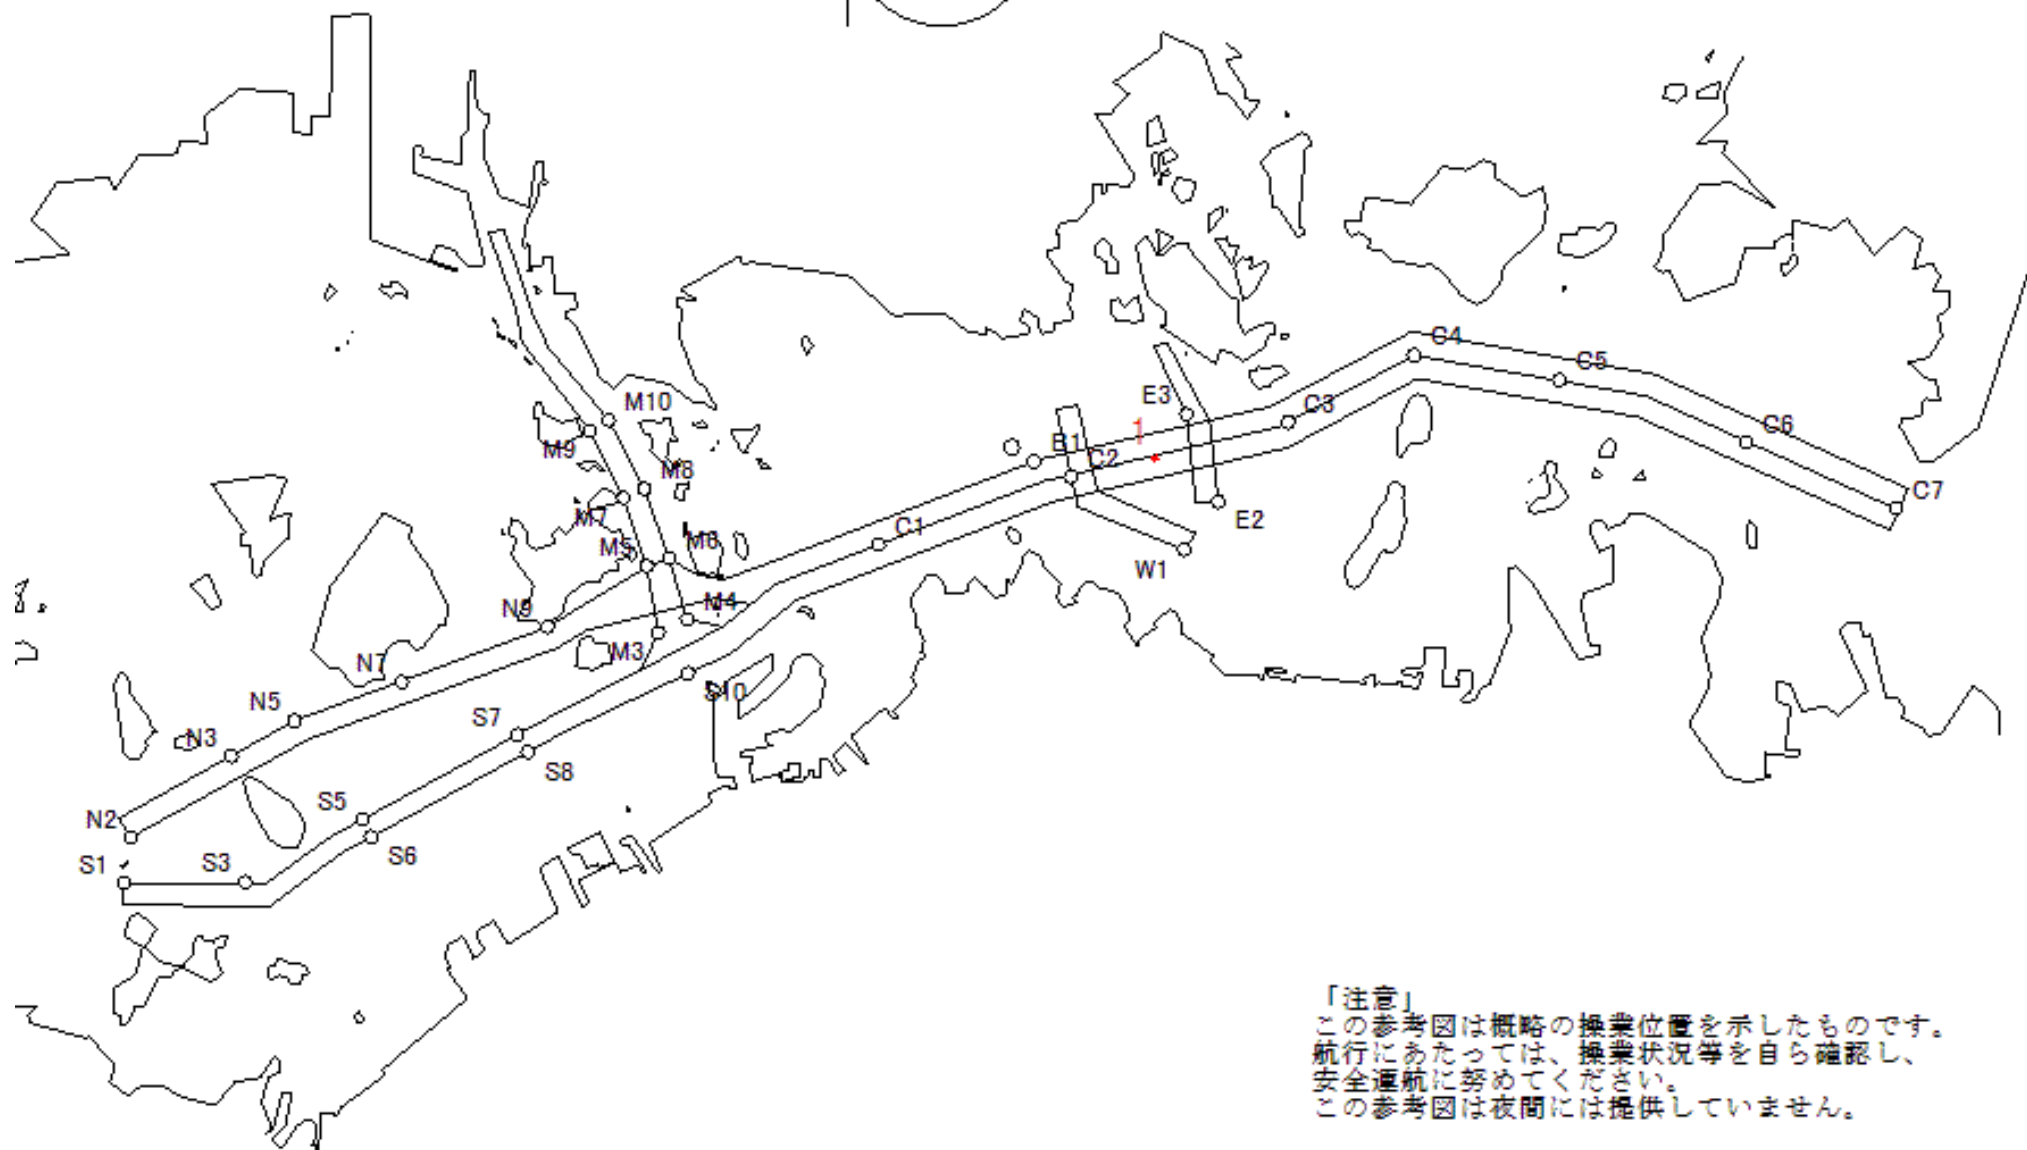 C4
C5
M10
E3
C3
1
C6
M9
B1
C2
M8
C7
M7
E2
C1
M5
M6
W1
N9
M4
M3
N7
S10
N5
S7
N3
S8
S5
N2
S6
S1
S3
「注意」
この参考図は概略の操業位置を示したものです。
航行にあたっては、操業状況等を自ら確認し、
安全運航に努めてください。
この参考図は夜間には提供していません。